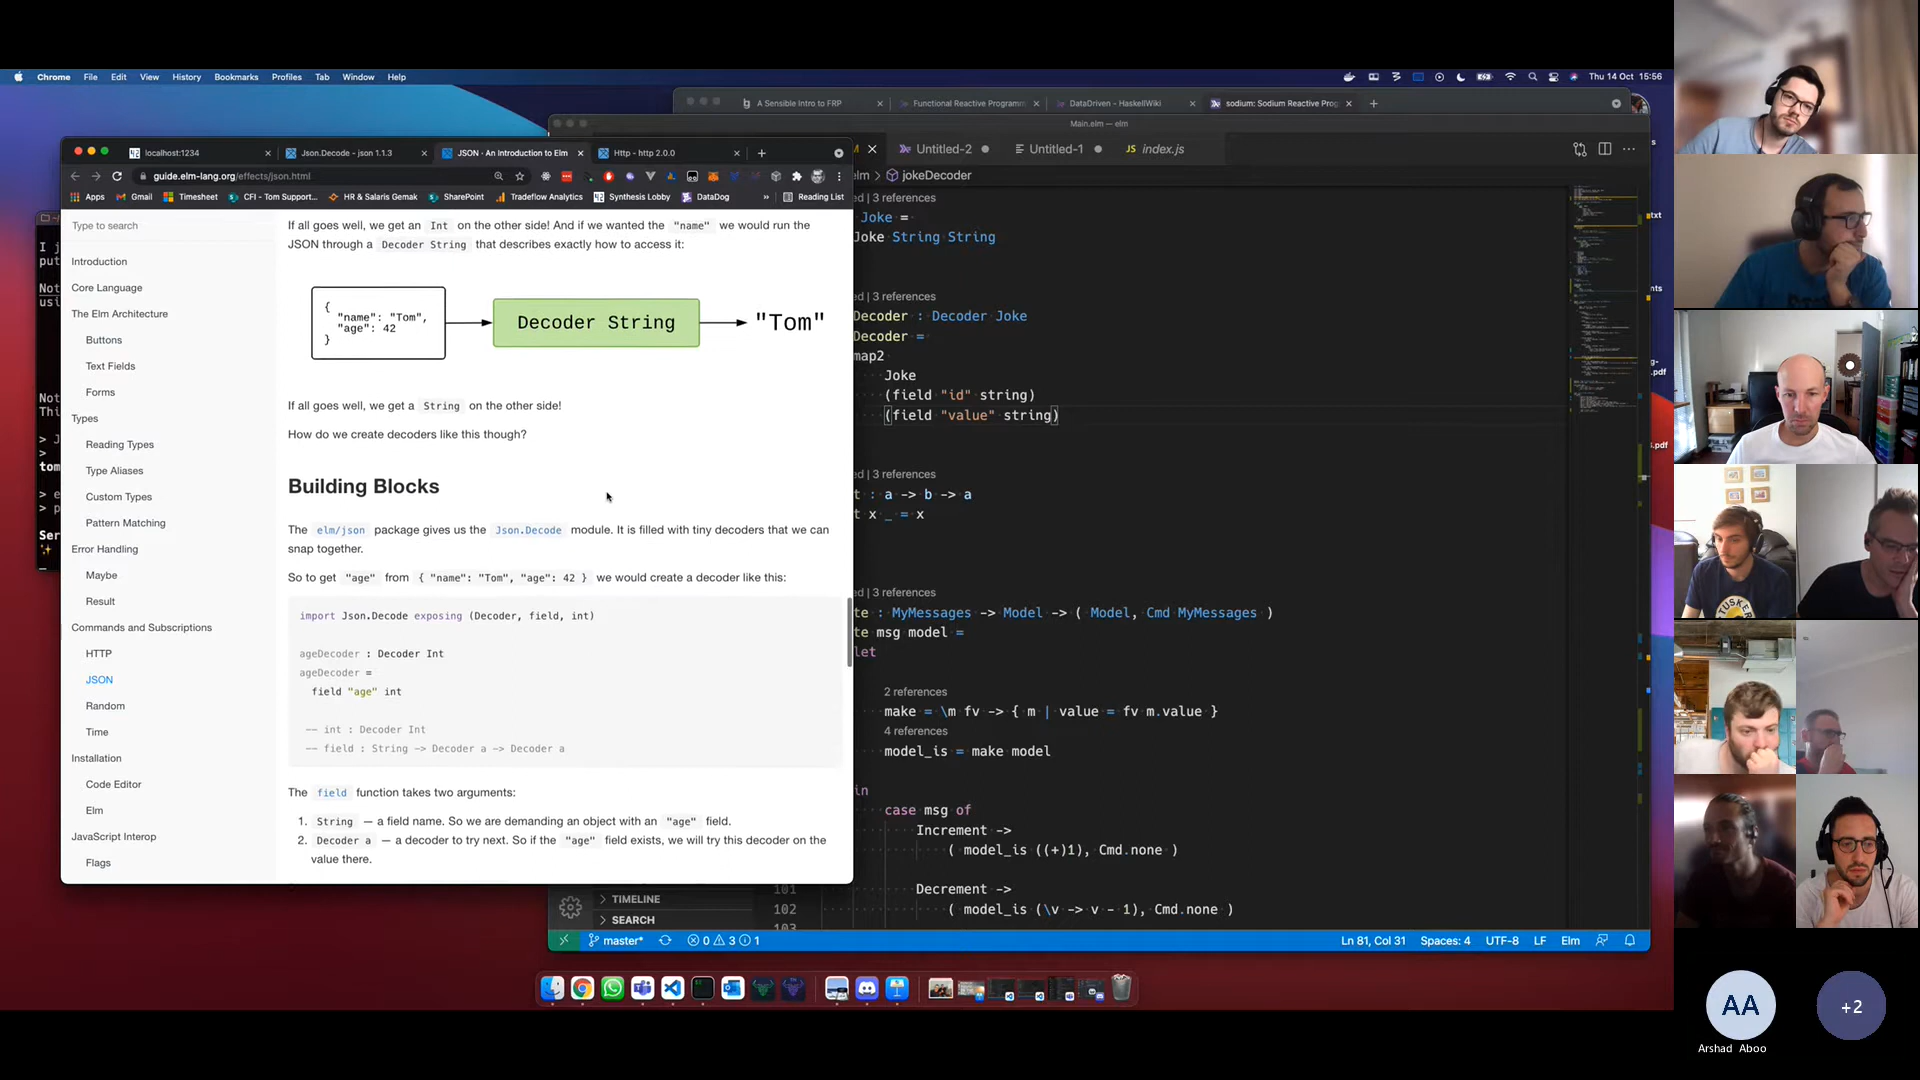 Chrome File Edit View History Bookmarks Profiles Tab Window Help
Thu 14 Oct 15:56
A Sensible Intro to FRP
Functional Reactive Programm
DataDriven - HaskellWiki
sodium: Sodium Reactive Prog
Main.elm — elm
Untitled-2
Untitled-1
JS index.js
elm > jokeDecoder
localhost:1234
Json.Decode - json 1.1.3
JSON · An Introduction to Elm
Http - http 2.0.0
guide.elm-lang.org/effects/json.html
Apps
Gmail
Timesheet
CFI - Tom Support...
HR & Salaris Gemak
SharePoint
Tradeflow Analytics
Synthesis Lobby
DataDog
»
Reading List
Type to search
Introduction
Core Language
The Elm Architecture
Buttons
Text Fields
Forms
Types
Reading Types
Type Aliases
Custom Types
Pattern Matching
Error Handling
Maybe
Result
Commands and Subscriptions
HTTP
JSON
Random
Time
Installation
Code Editor
Elm
JavaScript Interop
Flags
If all goes well, we get an Int on the other side! And if we wanted the "name" we would run the
JSON through a Decoder String that describes exactly how to access it:
{
"name": "Tom",
"age": 42
}
Decoder String
"Tom"
If all goes well, we get a String on the other side!
How do we create decoders like this though?
Building Blocks
The elm/json package gives us the Json.Decode module. It is filled with tiny decoders that we can
snap together.
So to get "age" from { "name": "Tom", "age": 42 } we would create a decoder like this:
import Json.Decode exposing (Decoder, field, int)
ageDecoder : Decoder Int
ageDecoder =
field "age" int
-- int : Decoder Int
-- field : String -> Decoder a -> Decoder a
The field function takes two arguments:
1. String — a field name. So we are demanding an object with an "age" field.
2. Decoder a — a decoder to try next. So if the "age" field exists, we will try this decoder on the
value there.
ed | 3 references
Joke =
Joke String String
ed | 3 references
Decoder : Decoder Joke
Decoder =
map2
Joke
(field "id" string)
(field "value" string)
ed | 3 references
t : a -> b -> a
t x _ = x
ed | 3 references
te : MyMessages -> Model -> ( Model, Cmd MyMessages )
te msg model =
let
2 references
make = \m fv -> { m | value = fv m.value }
4 references
model_is = make model
in
case msg of
Increment ->
( model_is ((+)1), Cmd.none )
101 Decrement ->
102 ( model_is (\v -> v - 1), Cmd.none )
103
> TIMELINE
> SEARCH
master*
0 3 1
Ln 81, Col 31
Spaces: 4
UTF-8
LF
Elm
AA
+2
Arshad Aboo